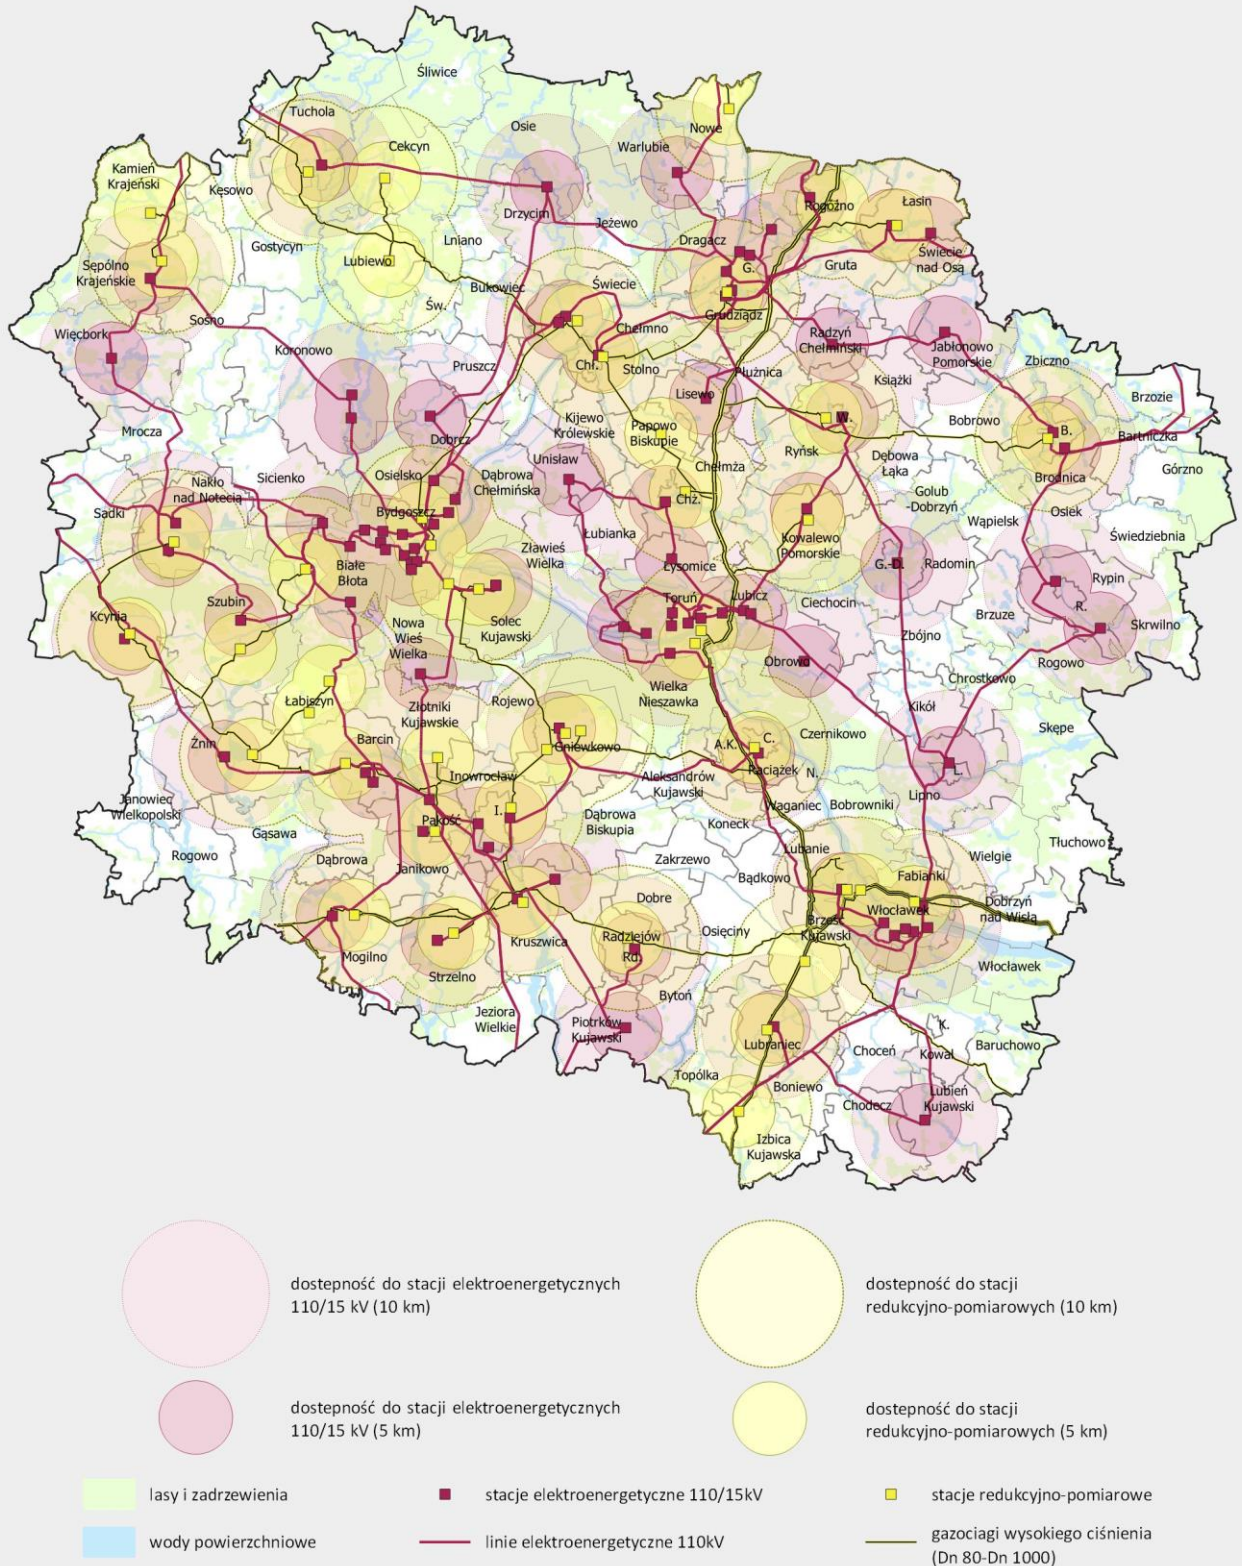 Śliwice
Tuchola
Osie
Nowe
Cekcyn
Warlubie
Kamień
Krajeński
Kęsowo
Łasin
Rogóźno
Drzycim
Jeżewo
Gostycyn
Lniano
Dragacz
Świecie
nad Osą
Lubiewo
G.
Gruta
Sępólno
Krajeńskie
Bukowiec
Świecie
Św.
Sośno
Grudziądz
Chełmno
Więcbork
Radzyń
Chełmiński
Jabłonowo
Pomorskie
Koronowo
Zbiczno
Pruszcz
Chł.
Stolno
Płużnica
Książki
Lisewo
Brzozie
Kijewo
Królewskie
Papowo
Biskupie
W.
Bobrowo
Mrocza
Dobrcz
B.
Bartniczka
Ryńsk
Dębowa
Łąka
Unisław
Chełmża
Górzno
Osielsko
Dąbrowa
Chełmińska
Sicienko
Nakło
nad Notecią
Brodnica
Golub
-Dobrzyń
Chż.
Sadki
Bydgoszcz
Osiek
Wąpielsk
Łubianka
Kowalewo
Pomorskie
Świedziebnia
Zławieś
Wielka
Białe
Błota
Łysomice
G.-D.
Radomin
Rypin
Szubin
Toruń
Lubicz
Ciechocin
Kcynia
R.
Brzuze
Skrwilno
Nowa
Wieś
Wielka
Solec
Kujawski
Zbójno
Obrowo
Rogowo
Chrostkowo
Wielka
Nieszawka
Łabiszyn
Złotniki
Kujawskie
Rojewo
Kikół
Skępe
Czernikowo
Barcin
Żnin
Gniewkowo
A.K.
C.
Raciążek
N.
L.
Inowrocław
Aleksandrów
Kujawski
Lipno
Janowiec
Wielkopolski
Waganiec
Bobrowniki
I.
Pakość
Dąbrowa
Biskupia
Koneck
Gąsawa
Tłuchowo
Lubanie
Rogowo
Dąbrowa
Zakrzewo
Wielgie
Janikowo
Bądkowo
Fabianki
Dobre
Dobrzyń
nad Wisłą
Włocławek
Brześć
Kujawski
Osięciny
Radziejów
Kruszwica
Rd.
Mogilno
Włocławek
Strzelno
Bytoń
Jeziora
Wielkie
Piotrków
Kujawski
K.
Lubraniec
Choceń
Kowal
Baruchowo
Topólka
Boniewo
Lubień
Kujawski
Chodecz
Izbica
Kujawska
dostepność do stacji elektroenergetycznych
110/15 kV (10 km)
dostepność do stacji
redukcyjno-pomiarowych (10 km)
dostepność do stacji elektroenergetycznych
110/15 kV (5 km)
dostepność do stacji
redukcyjno-pomiarowych (5 km)
lasy i zadrzewienia
stacje elektroenergetyczne 110/15kV
stacje redukcyjno-pomiarowe
wody powierzchniowe
linie elektroenergetyczne 110kV
gazociagi wysokiego ciśnienia
(Dn 80-Dn 1000)